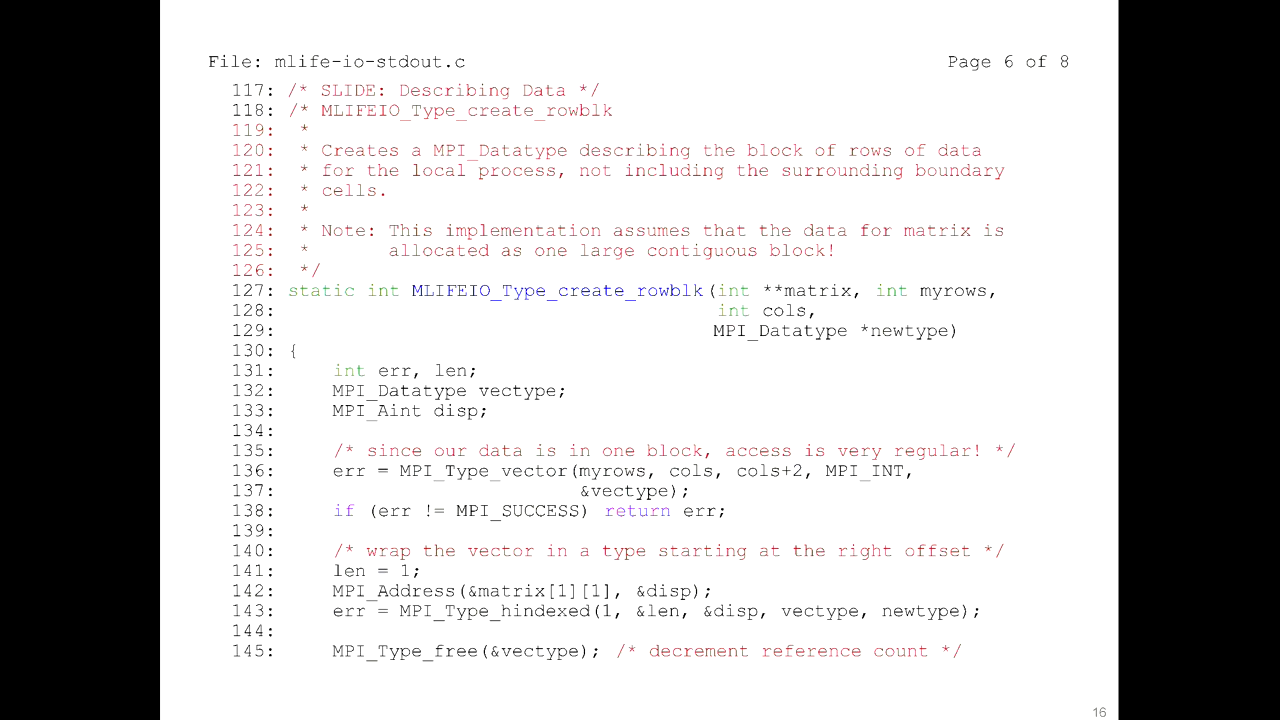 File: mlife-io-stdout.c Page 6 of 8
117: /* SLIDE: Describing Data */
118: /* MLIFEIO_Type_create_rowblk
119:  *
120:  * Creates a MPI_Datatype describing the block of rows of data
121:  * for the local process, not including the surrounding boundary
122:  * cells.
123:  *
124:  * Note: This implementation assumes that the data for matrix is
125:  *       allocated as one large contiguous block!
126:  */
127: static int MLIFEIO_Type_create_rowblk(int **matrix, int myrows,
128:                                       int cols,
129:                                       MPI_Datatype *newtype)
130: {
131:     int err, len;
132:     MPI_Datatype vectype;
133:     MPI_Aint disp;
134:
135:     /* since our data is in one block, access is very regular! */
136:     err = MPI_Type_vector(myrows, cols, cols+2, MPI_INT,
137:                           &vectype);
138:     if (err != MPI_SUCCESS) return err;
139:
140:     /* wrap the vector in a type starting at the right offset */
141:     len = 1;
142:     MPI_Address(&matrix[1][1], &disp);
143:     err = MPI_Type_hindexed(1, &len, &disp, vectype, newtype);
144:
145:     MPI_Type_free(&vectype); /* decrement reference count */
16